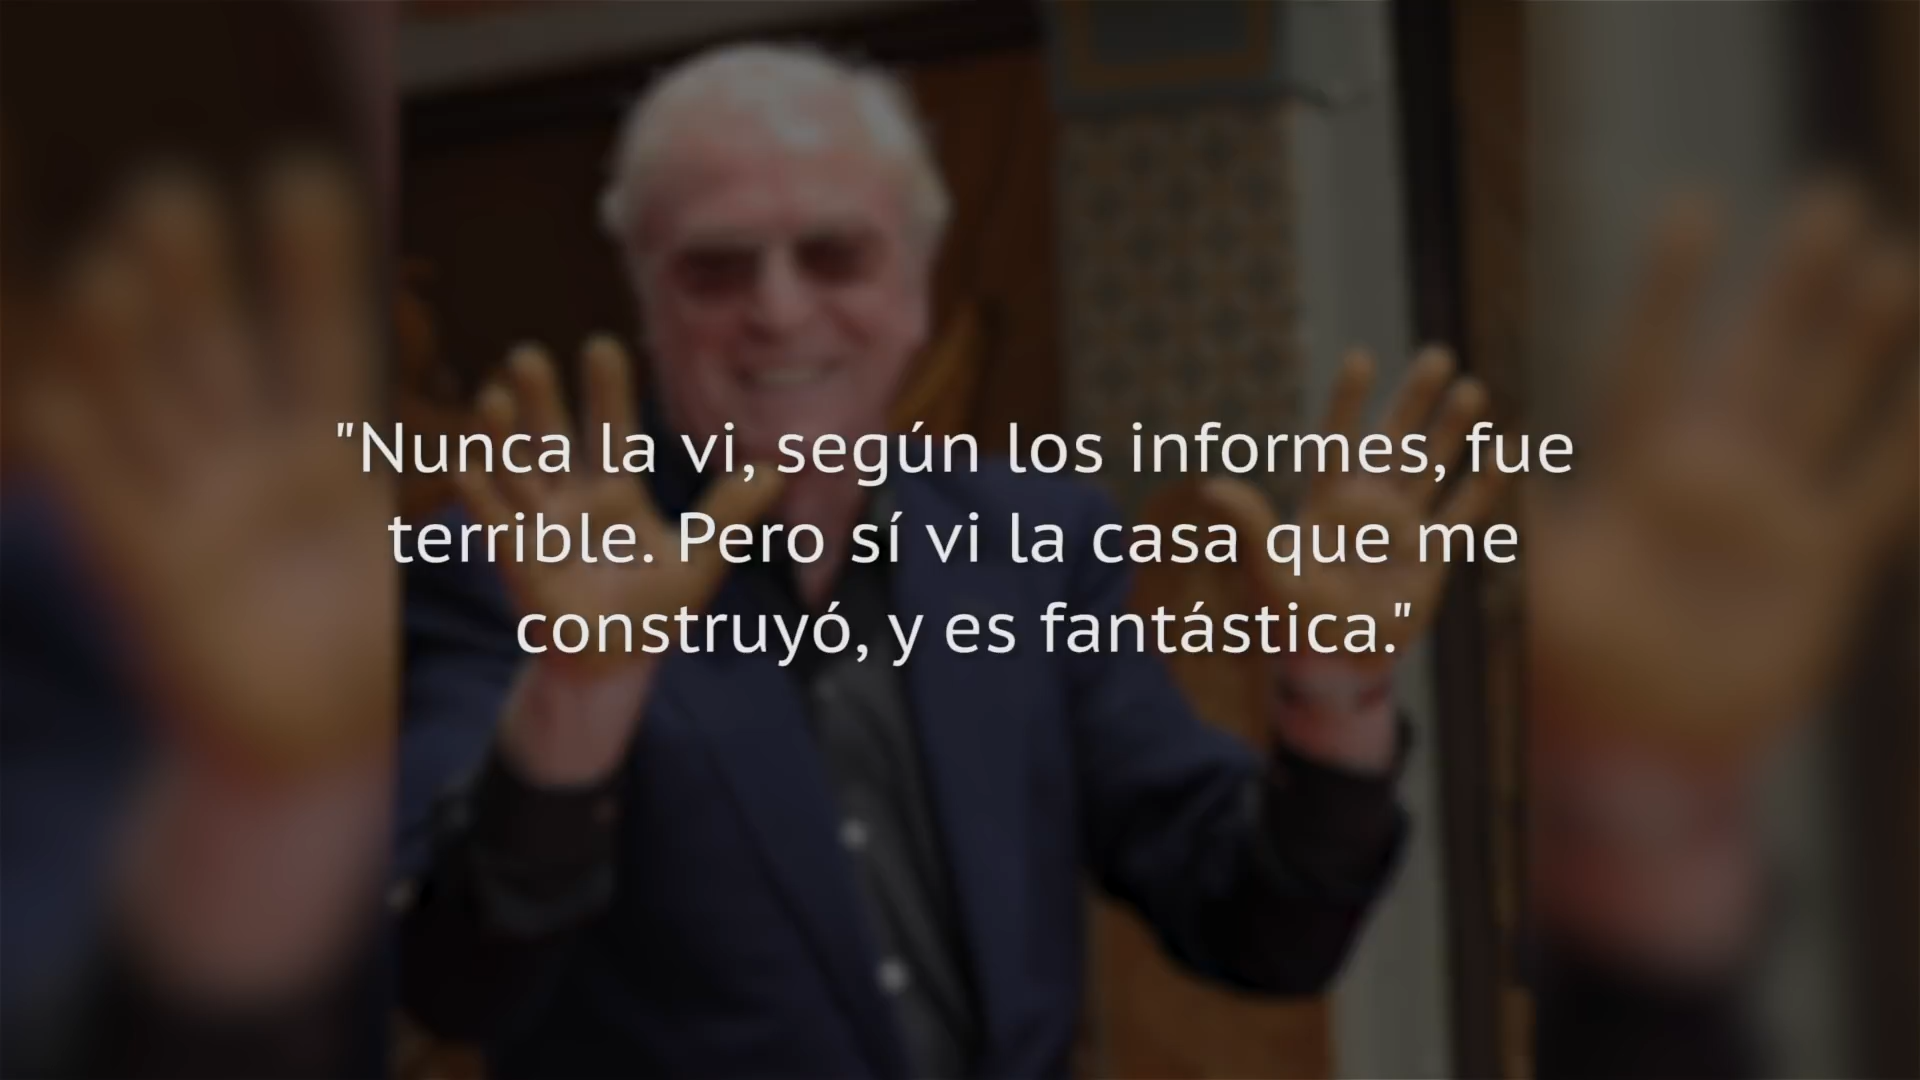 "Nunca la vi, según los informes, fue
terrible. Pero sí vi la casa que me
construyó, y es fantástica."